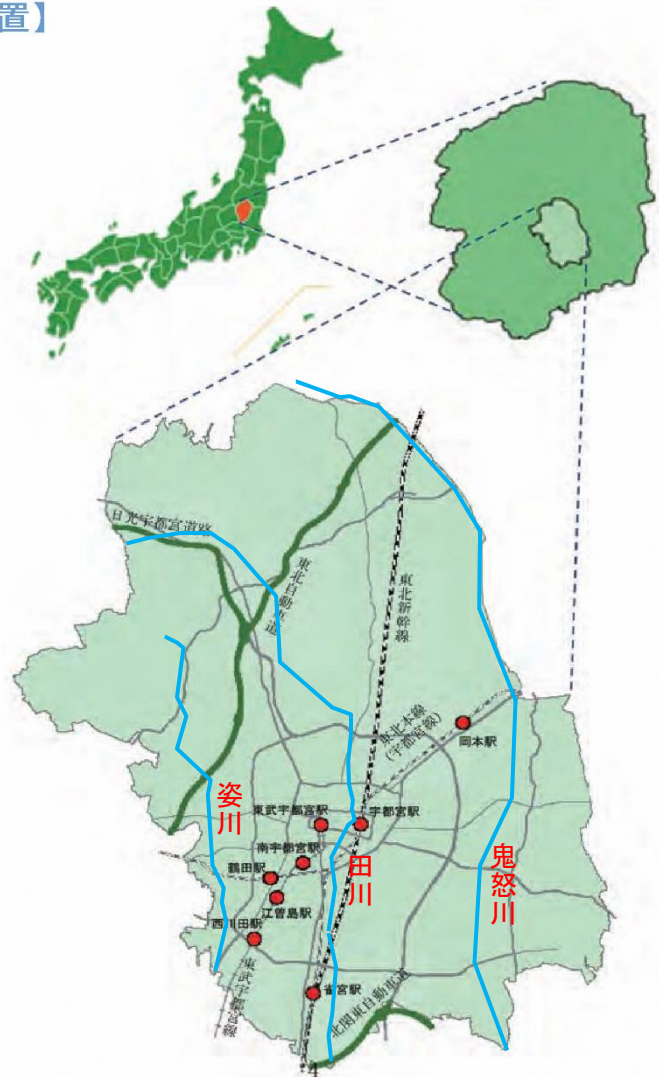 置】
日光宇都宮道路
東北自動車道
東北新幹線
東北本線
(宇都宮線)
岡本駅
姿川
東武宇都宮駅
宇都宮駅
南宇都宮駅
田川
鬼怒川
鶴田駅
江曽島駅
西川田駅
東武宇都宮線
雀宮駅
北関東自動車道
4